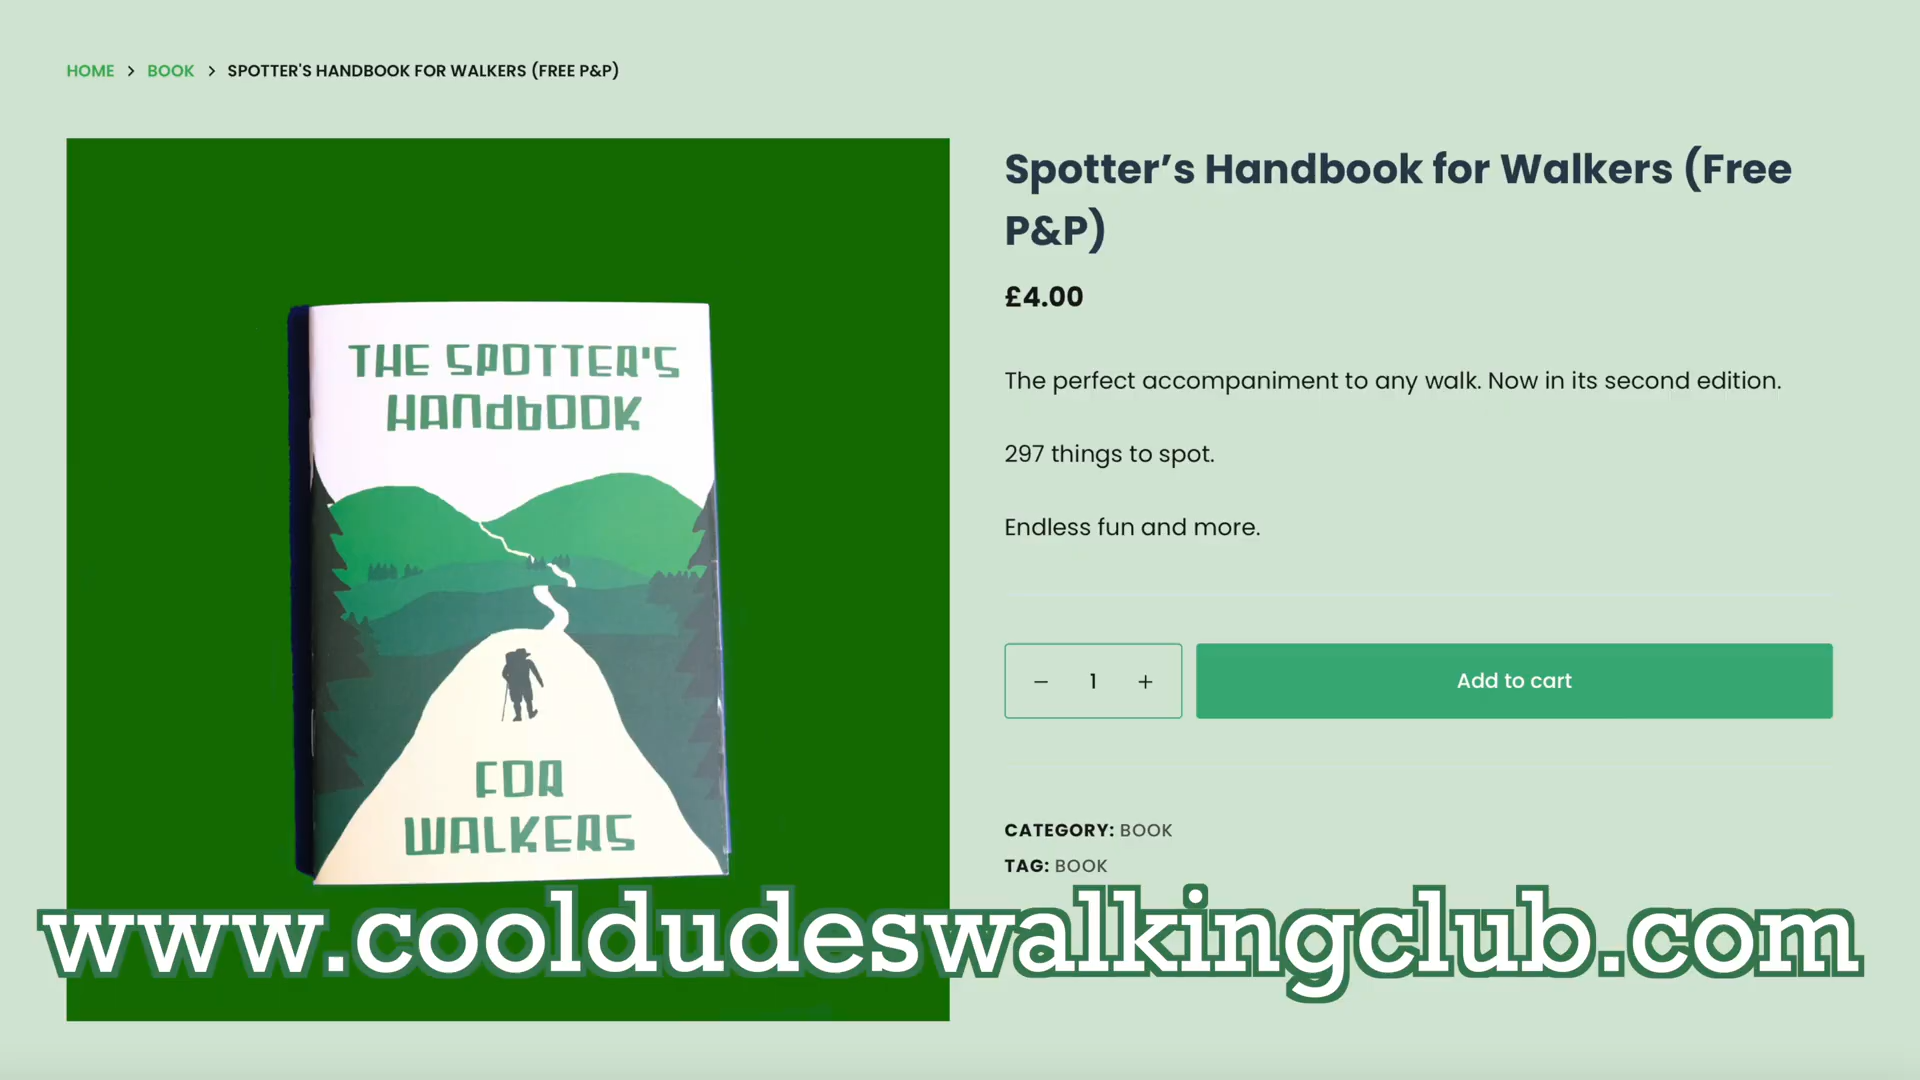 HOME > BOOK > SPOTTER'S HANDBOOK FOR WALKERS (FREE P&P)
THE SPOTTER'S
HANdbOOK
FOR
WALKERS
Spotter’s Handbook for Walkers (Free
P&P)
£4.00
The perfect accompaniment to any walk. Now in its second edition.
297 things to spot.
Endless fun and more.
− 1 + Add to cart
CATEGORY: BOOK
TAG: BOOK
www.cooldudeswalkingclub.com